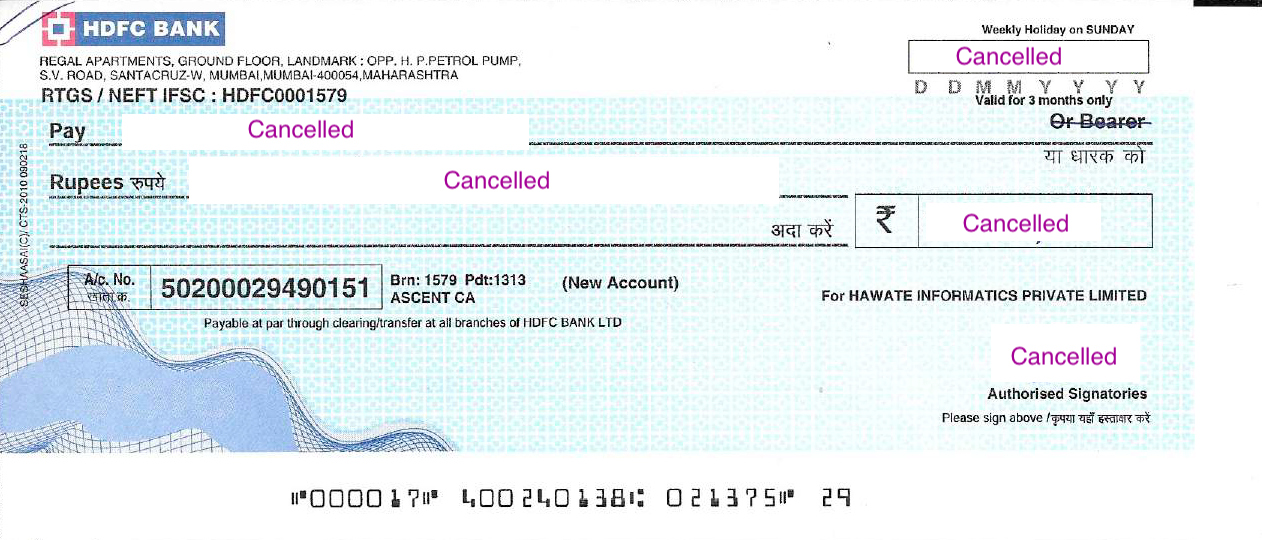 HDFC BANK
Weekly Holiday on SUNDAY
Cancelled
REGAL APARTMENTS, GROUND FLOOR, LANDMARK : OPP. H. P.PETROL PUMP,
S.V. ROAD, SANTACRUZ-W, MUMBAI,MUMBAI-400054,MAHARASHTRA
D D M M Y Y Y Y
RTGS / NEFT IFSC : HDFC0001579
Valid for 3 months only
Pay Cancelled Or Bearer
या धारक को
Rupees रुपये Cancelled
अदा करें ₹ Cancelled
A/c. No. 50200029490151 Brn: 1579 Pdt:1313 (New Account)
खाता क्र. ASCENT CA
For HAWATE INFORMATICS PRIVATE LIMITED
Payable at par through clearing/transfer at all branches of HDFC BANK LTD
Cancelled
Authorised Signatories
Please sign above /कृपया यहाँ हस्ताक्षर करें
⑈000017⑈ 400240138⑆ 021375⑈ 29